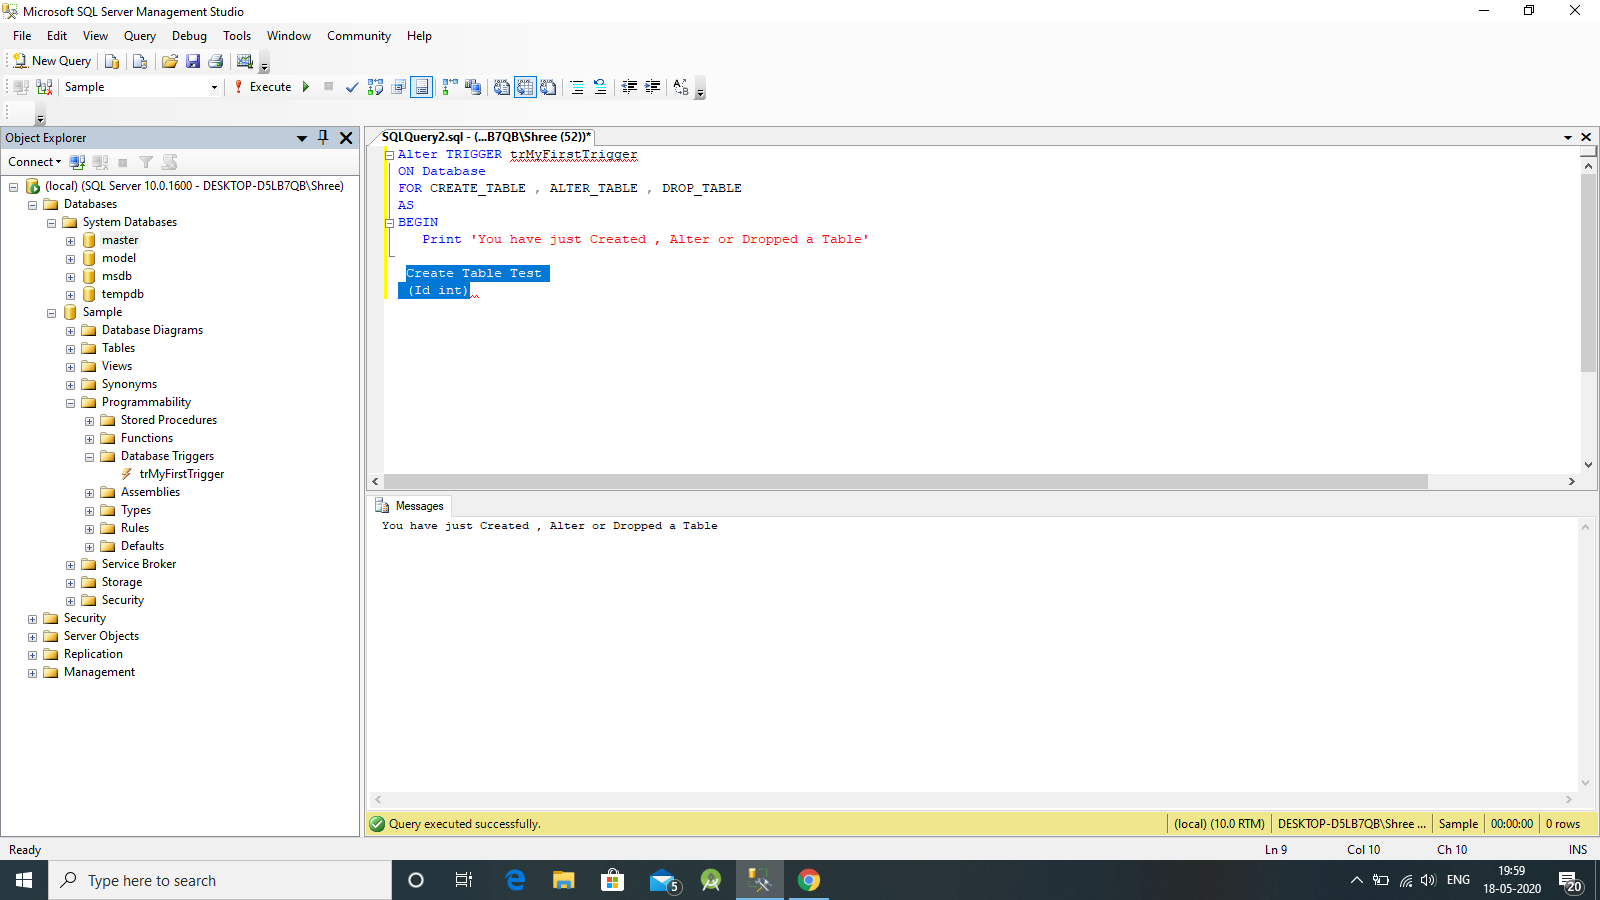 Microsoft SQL Server Management Studio
File Edit View Query Debug Tools Window Community Help
New Query
Sample Execute
Object Explorer
Connect
(local) (SQL Server 10.0.1600 - DESKTOP-D5LB7QB\Shree)
Databases
System Databases
master
model
msdb
tempdb
Sample
Database Diagrams
Tables
Views
Synonyms
Programmability
Stored Procedures
Functions
Database Triggers
trMyFirstTrigger
Assemblies
Types
Rules
Defaults
Service Broker
Storage
Security
Security
Server Objects
Replication
Management
SQLQuery2.sql - (...B7QB\Shree (52))*
Alter TRIGGER trMyFirstTrigger
ON Database
FOR CREATE_TABLE , ALTER_TABLE , DROP_TABLE
AS
BEGIN
Print 'You have just Created , Alter or Dropped a Table'
Create Table Test
(Id int)
Messages
You have just Created , Alter or Dropped a Table
Query executed successfully. (local) (10.0 RTM) DESKTOP-D5LB7QB\Shree ... Sample 00:00:00 0 rows
Ready Ln 9 Col 10 Ch 10 INS
Type here to search 5 ENG 19:59 20
18-05-2020